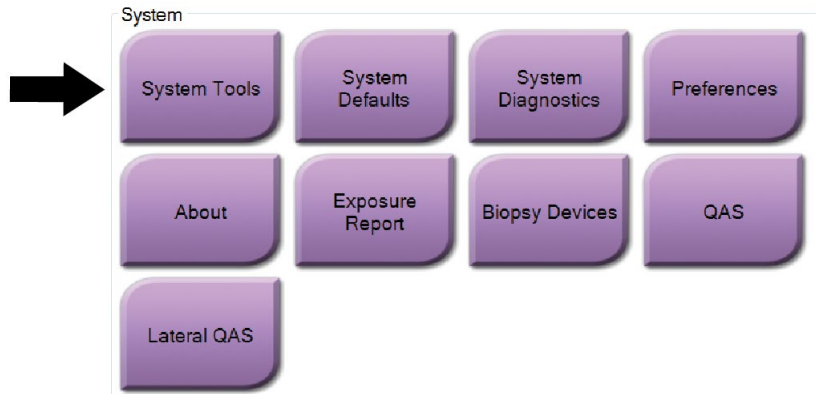 System
System Tools
System
Defaults
System
Diagnostics
Preferences
About
Exposure
Report
Biopsy Devices
QAS
Lateral QAS